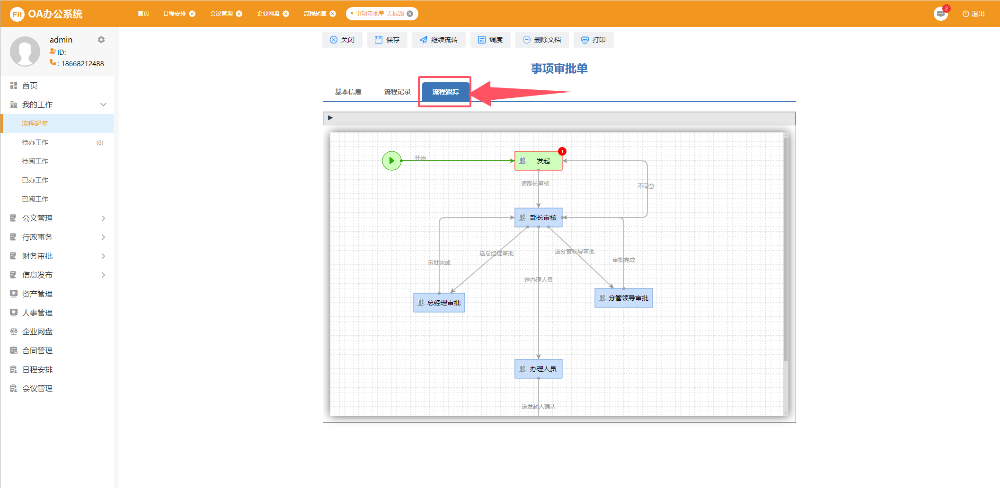 FII OA办公系统
首页 日程安排 会议管理 企业网盘 流程起草 事项审批单-无标题
2
退出
admin
ID:
: 18668212488
首页
我的工作
流程起草
待办工作 (6)
待阅工作
已办工作
已阅工作
公文管理
行政事务
财务审批
信息发布
资产管理
人事管理
企业网盘
合同管理
日程安排
会议管理
关闭 保存 继续流转 调度 删除文档 打印
事项审批单
基本信息 流程记录 流程跟踪
开始
发起
1
请部长审核
不同意
部长审核
送总经理审批
送分管领导审批
审批完成
审批完成
送办理人员
总经理审批
分管领导审批
办理人员
送发起人确认